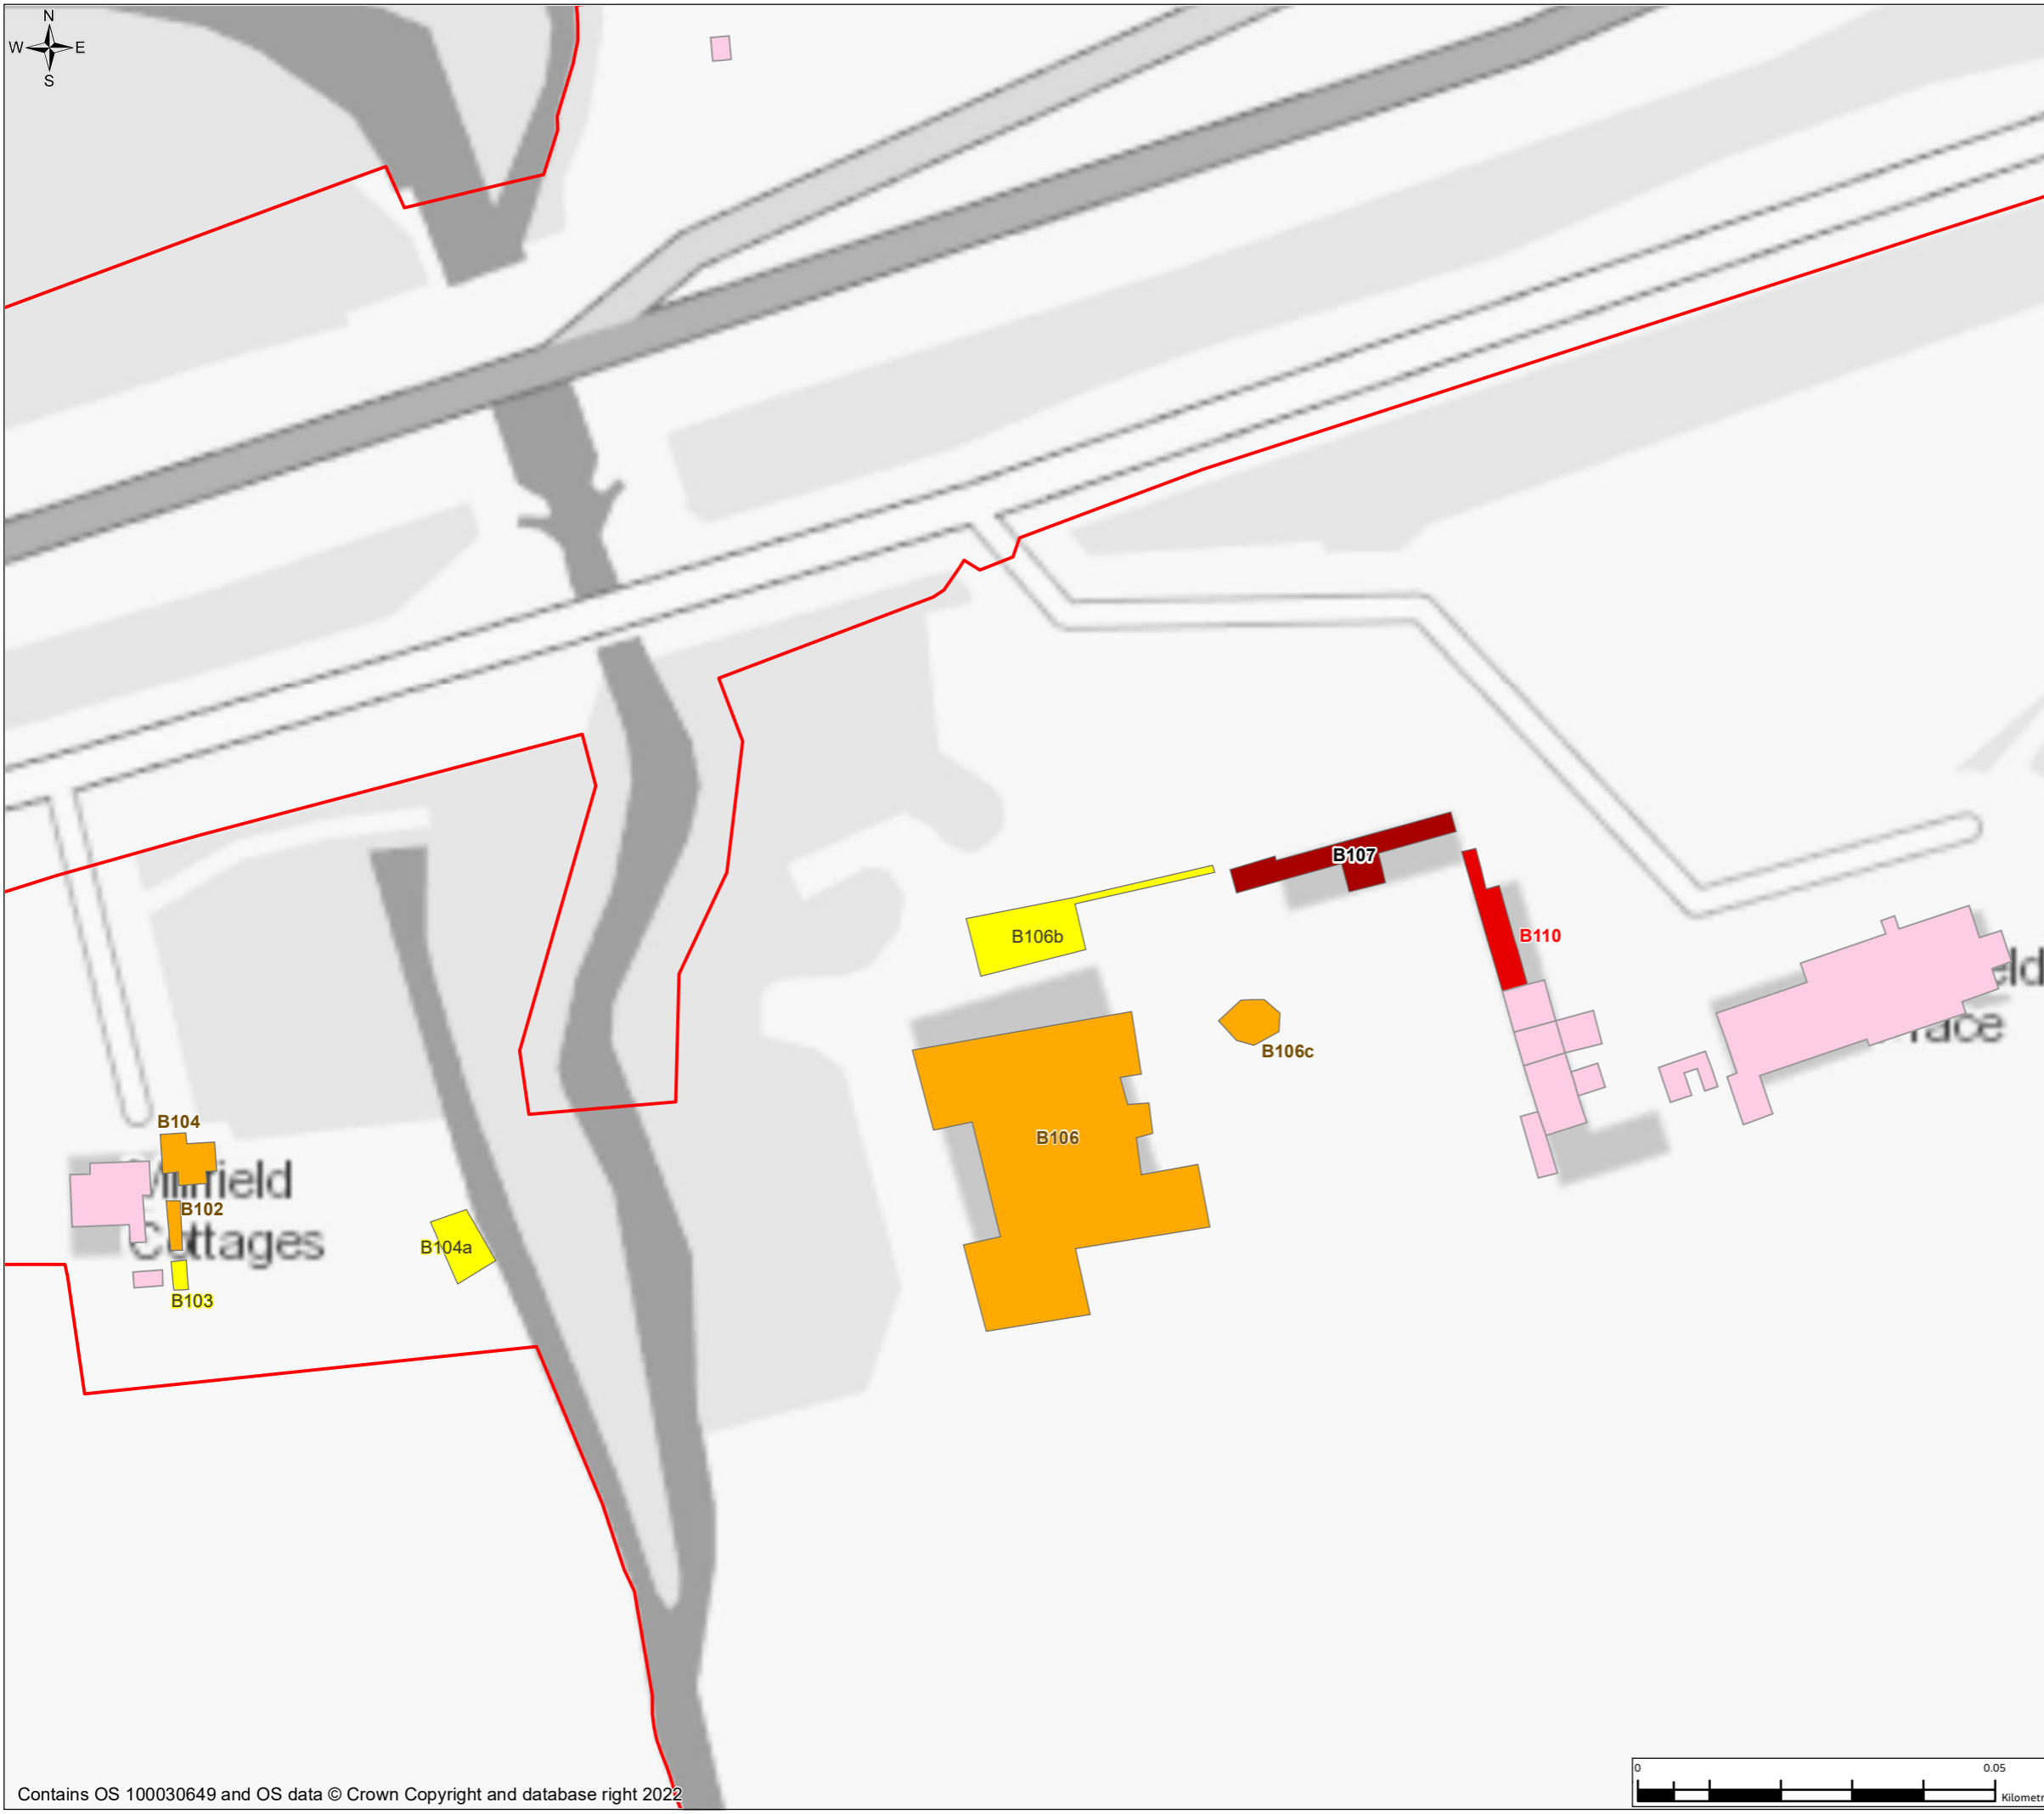 N
W E
S
B107
B106b
B110
B106c
B104
B106
B102
Cottages
B104a
B103
0 0.05
Contains OS 100030649 and OS data © Crown Copyright and database right 2022